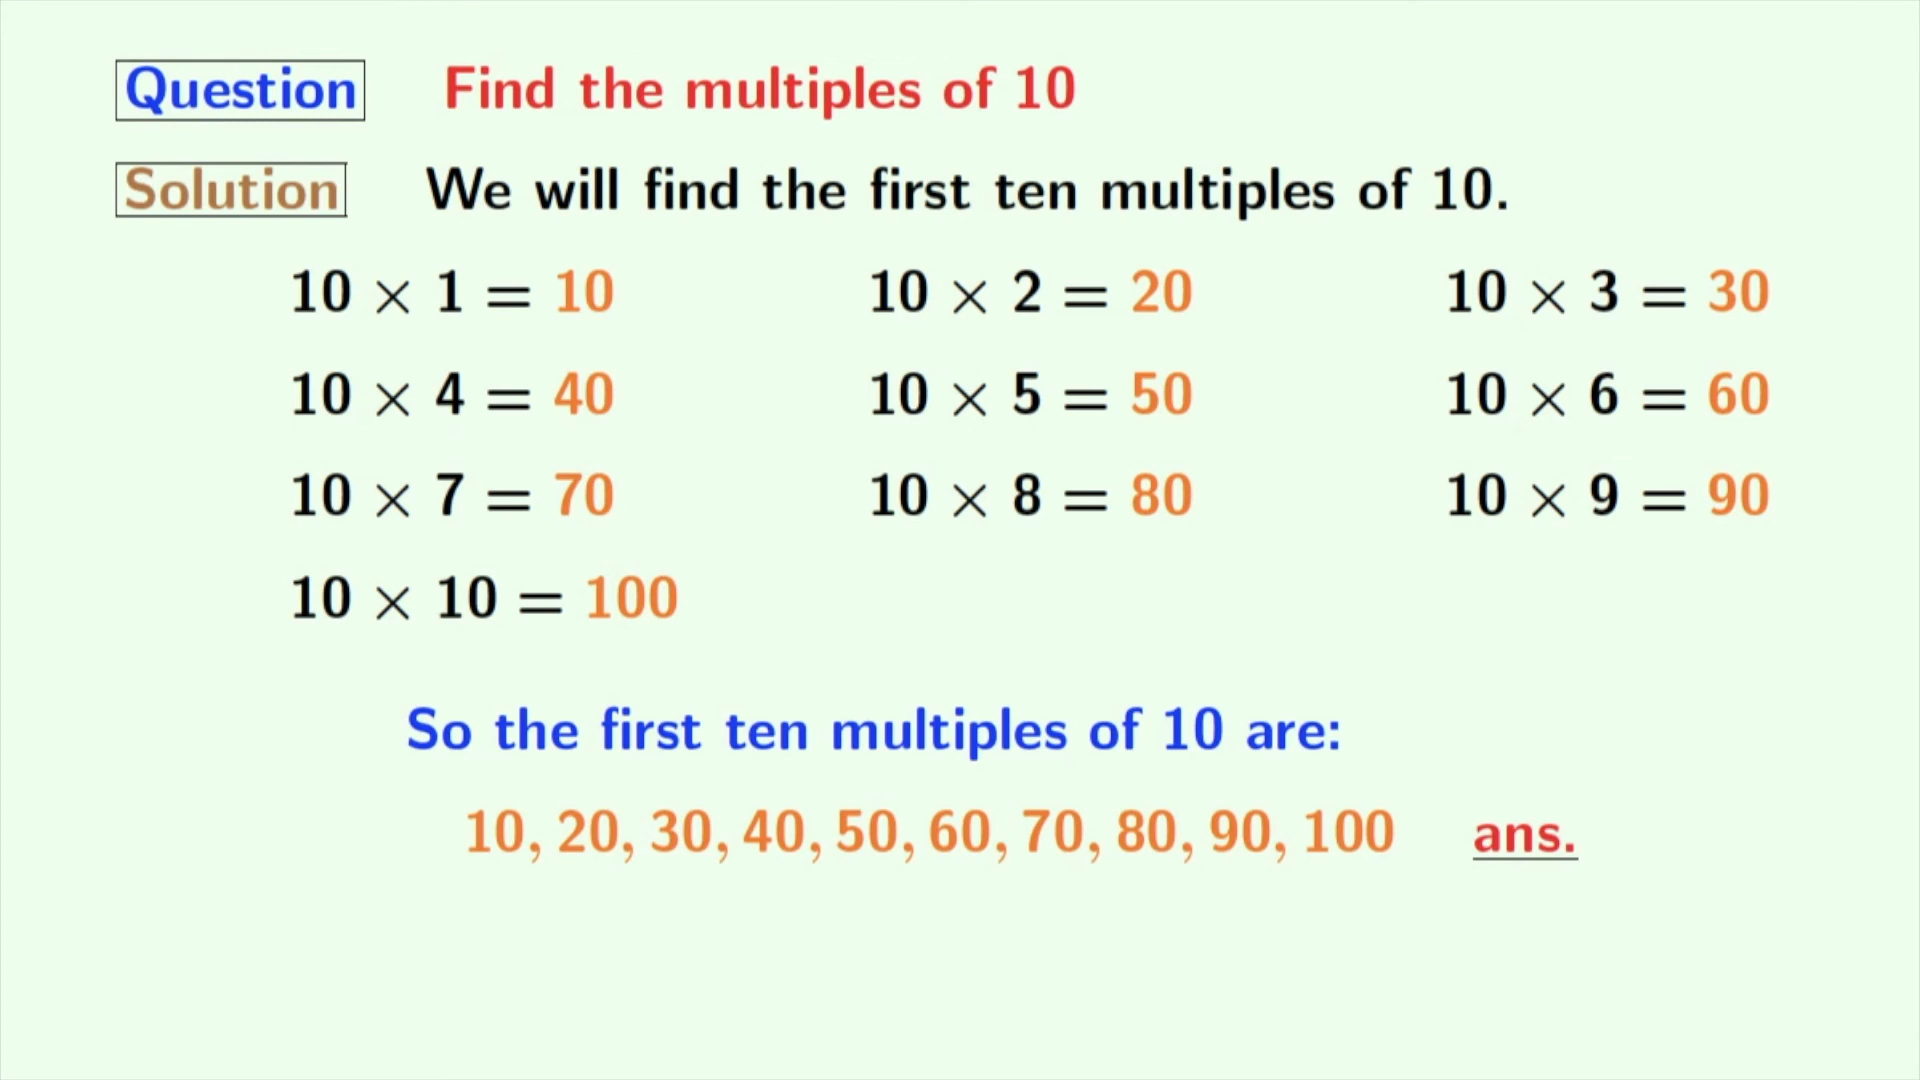 Question Find the multiples of 10
Solution We will find the first ten multiples of 10.
10 × 1 = 10 10 × 2 = 20 10 × 3 = 30
10 × 4 = 40 10 × 5 = 50 10 × 6 = 60
10 × 7 = 70 10 × 8 = 80 10 × 9 = 90
10 × 10 = 100
So the first ten multiples of 10 are:
10, 20, 30, 40, 50, 60, 70, 80, 90, 100 ans.